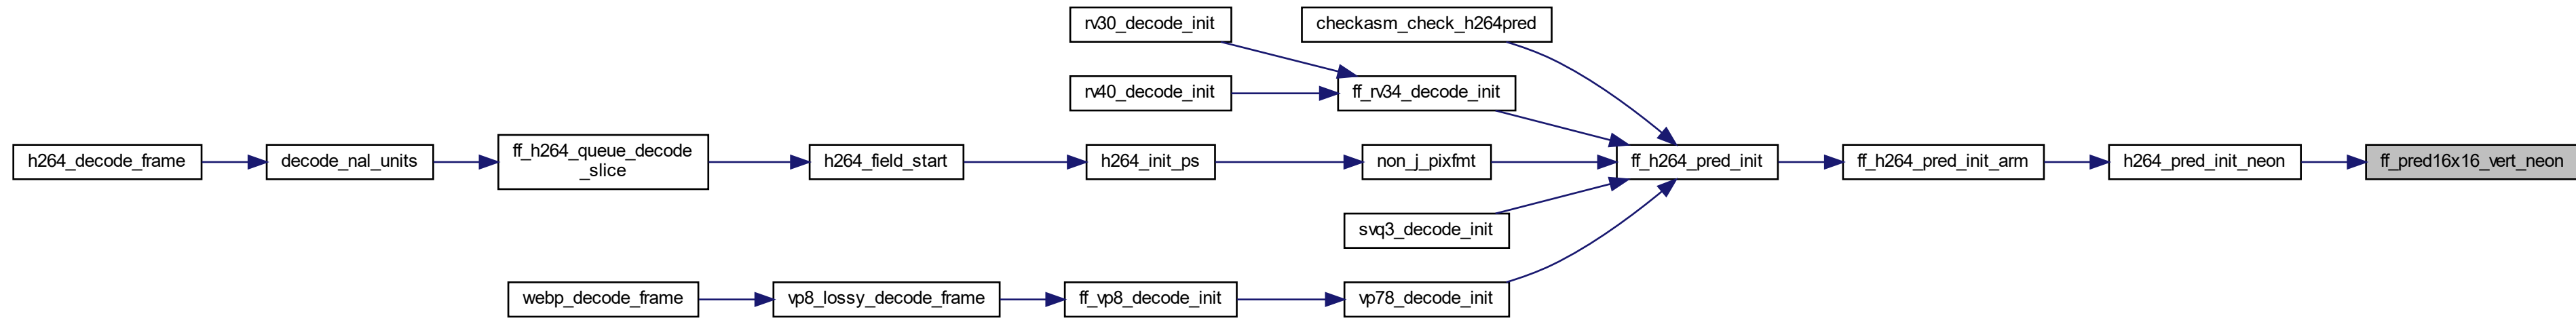 rv30_decode_init
checkasm_check_h264pred
rv40_decode_init
ff_rv34_decode_init
h264_decode_frame
decode_nal_units
ff_h264_queue_decode
_slice
h264_field_start
h264_init_ps
non_j_pixfmt
ff_h264_pred_init
ff_h264_pred_init_arm
h264_pred_init_neon
ff_pred16x16_vert_neon
svq3_decode_init
webp_decode_frame
vp8_lossy_decode_frame
ff_vp8_decode_init
vp78_decode_init